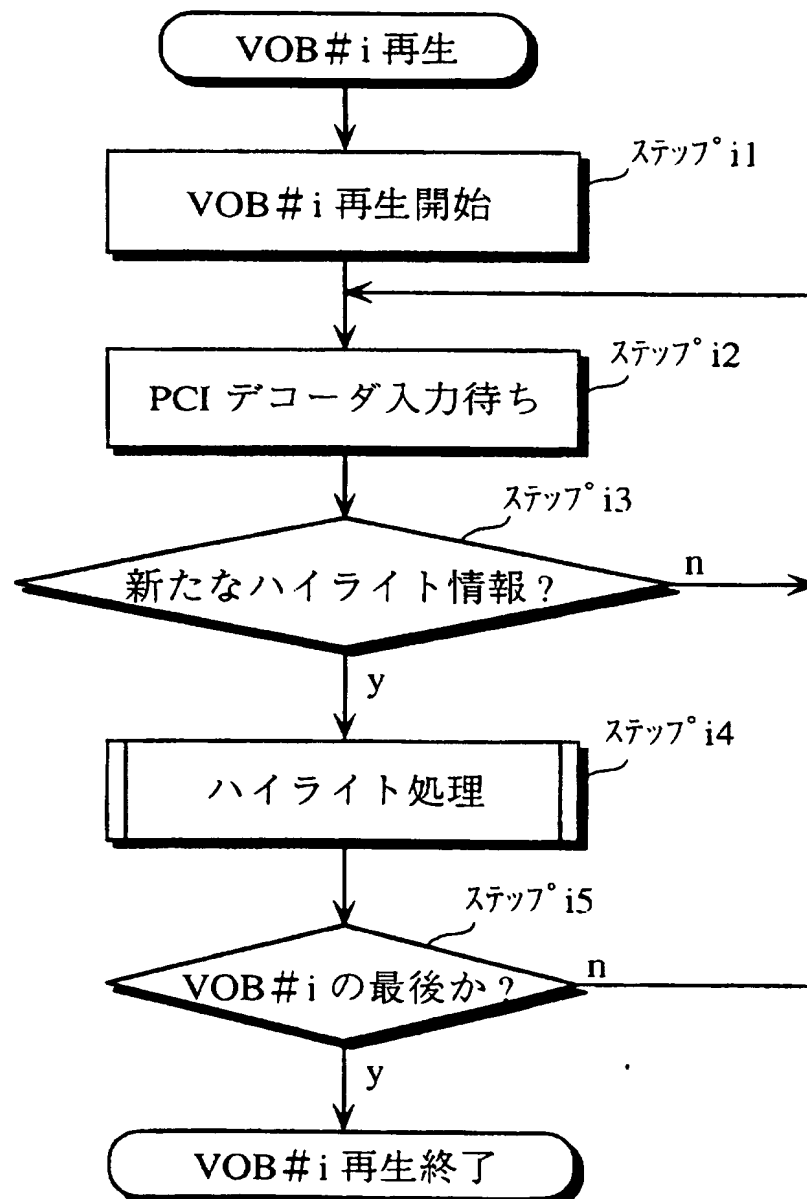 VOB#i 再生
ｽﾃｯﾌﾟ i1
VOB#i 再生開始
ｽﾃｯﾌﾟ i2
PCI デコーダ入力待ち
ｽﾃｯﾌﾟ i3
新たなハイライト情報?
n
y
ｽﾃｯﾌﾟ i4
ハイライト処理
ｽﾃｯﾌﾟ i5
VOB#i の最後か?
n
y
VOB#i 再生終了